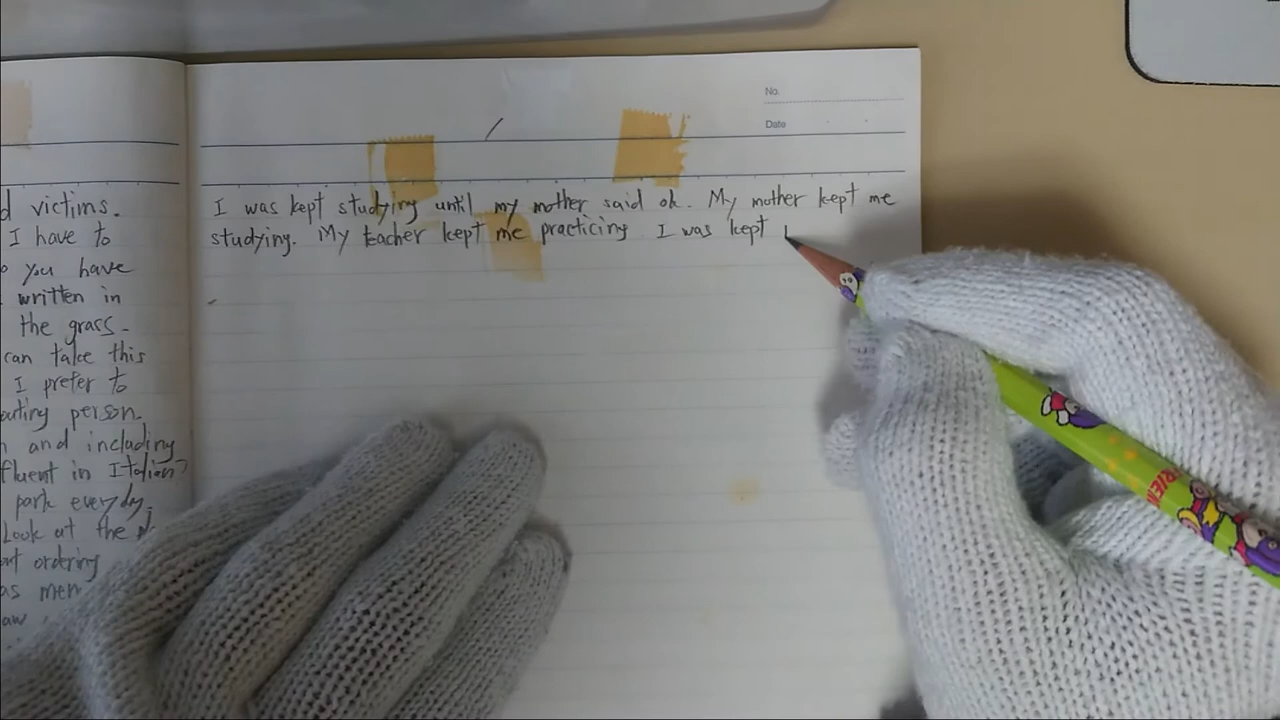 No.
Date
I was kept studying until my mother said ok. My mother kept me
studying. My teacher kept me practicing I was kept
d victims.
I have to
you have
written in
the grass.
can take this
I prefer to
outing person.
and including
fluent in Italian?
park everyday.
Look at the
ordering
as men
aw